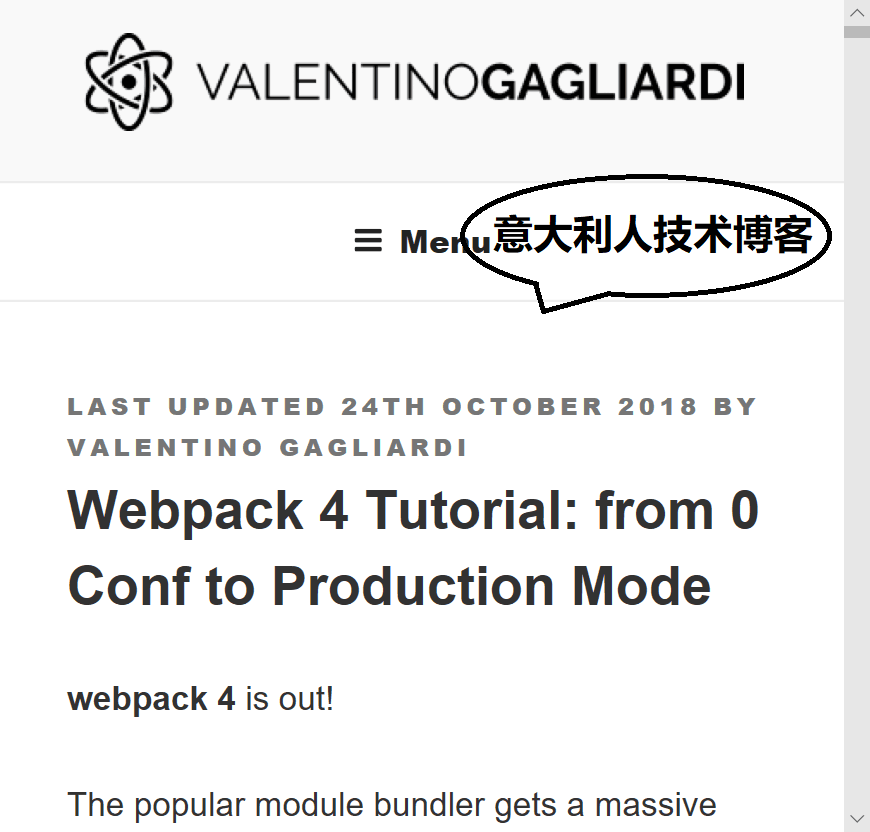 VALENTINOGAGLIARDI
Menu
意大利人技术博客
LAST UPDATED 24TH OCTOBER 2018 BY
VALENTINO GAGLIARDI
Webpack 4 Tutorial: from 0
Conf to Production Mode
webpack 4 is out!
The popular module bundler gets a massive